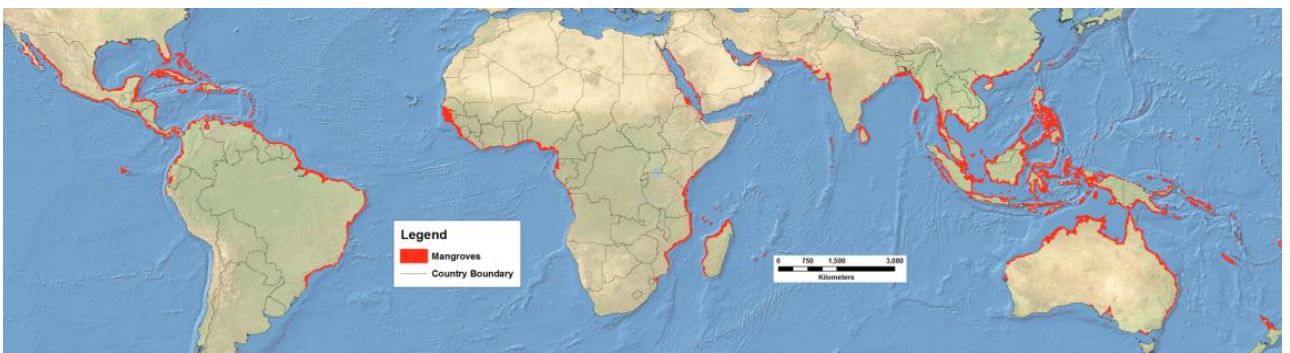 Legend
Mangroves
Country Boundary
0 750 1,500 3,000
Kilometers